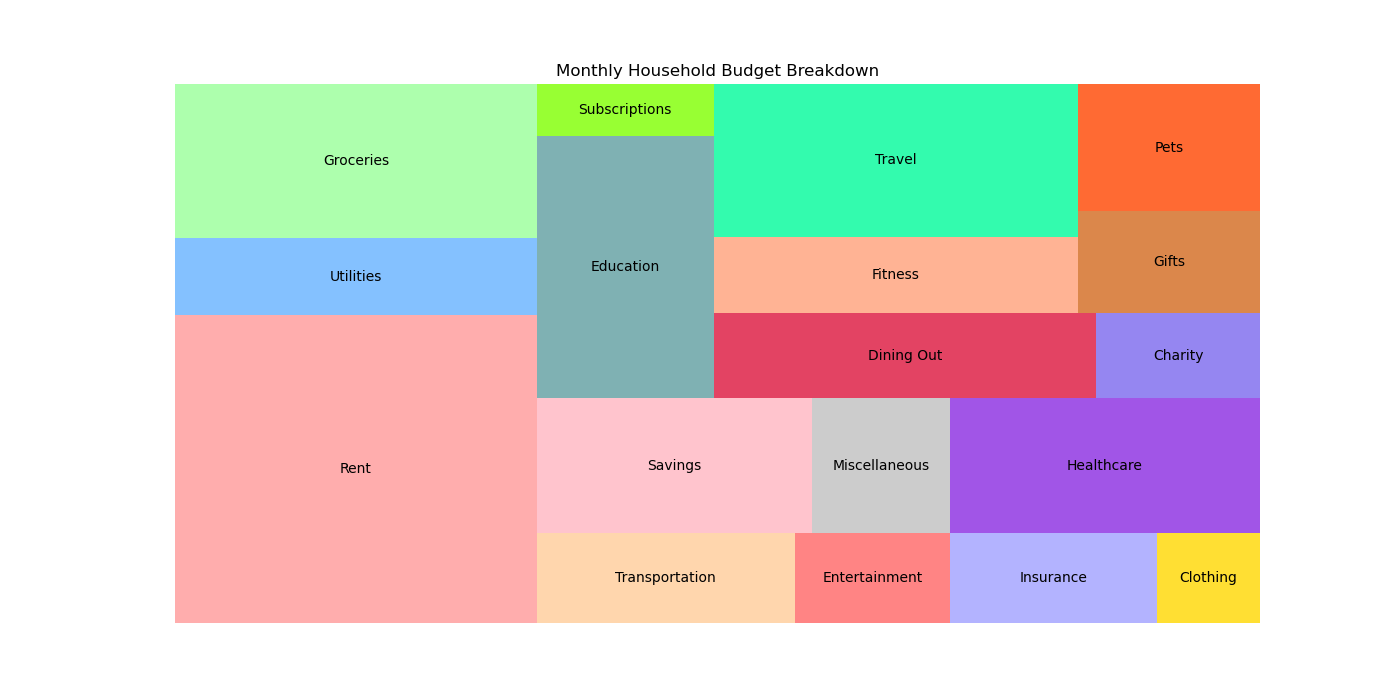 Monthly Household Budget Breakdown
Subscriptions
Groceries
Travel
Pets
Utilities
Education
Fitness
Gifts
Dining Out
Charity
Rent
Savings
Miscellaneous
Healthcare
Transportation
Entertainment
Insurance
Clothing